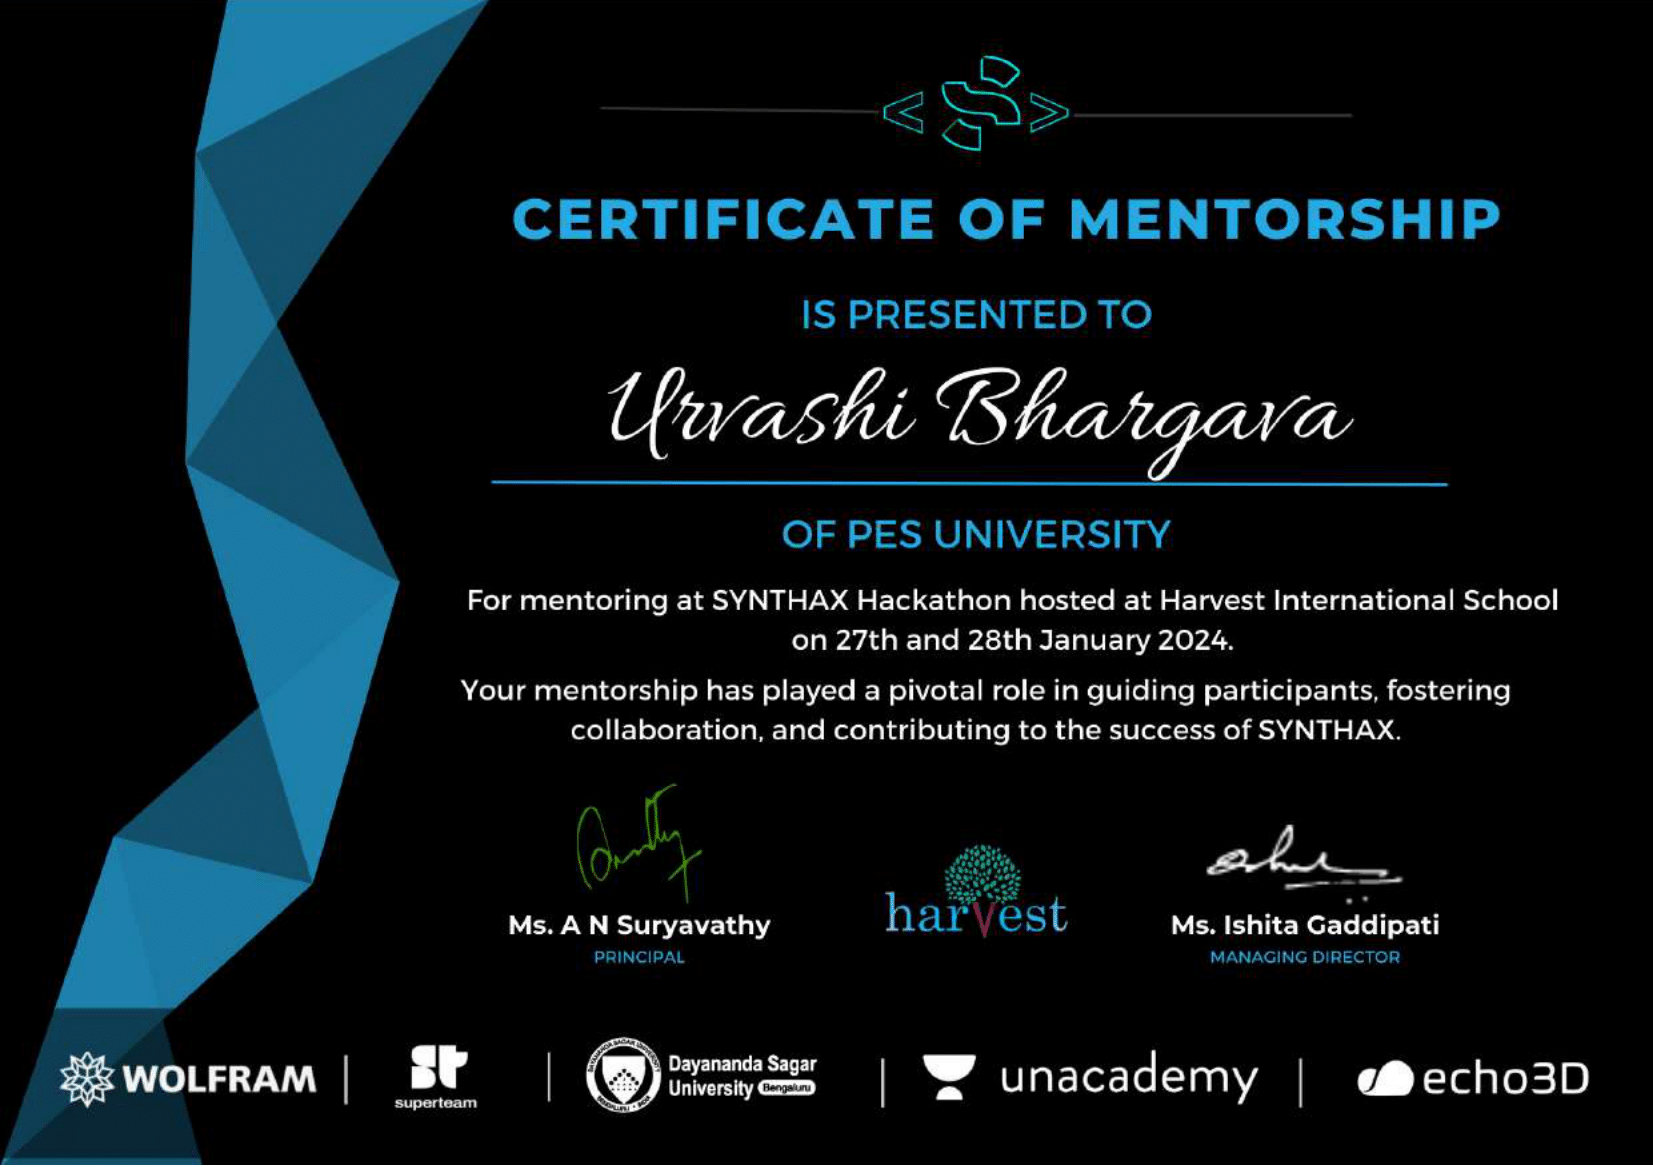 CERTIFICATE OF MENTORSHIP
IS PRESENTED TO
Urvashi Bhargava
OF PES UNIVERSITY
For mentoring at SYNTHAX Hackathon hosted at Harvest International School
on 27th and 28th January 2024.
Your mentorship has played a pivotal role in guiding participants, fostering
collaboration, and contributing to the success of SYNTHAX.
Ms. A N Suryavathy
PRINCIPAL
harvest
Ms. Ishita Gaddipati
MANAGING DIRECTOR
WOLFRAM
superteam
Dayananda Sagar
University Bengaluru
unacademy
echo3D